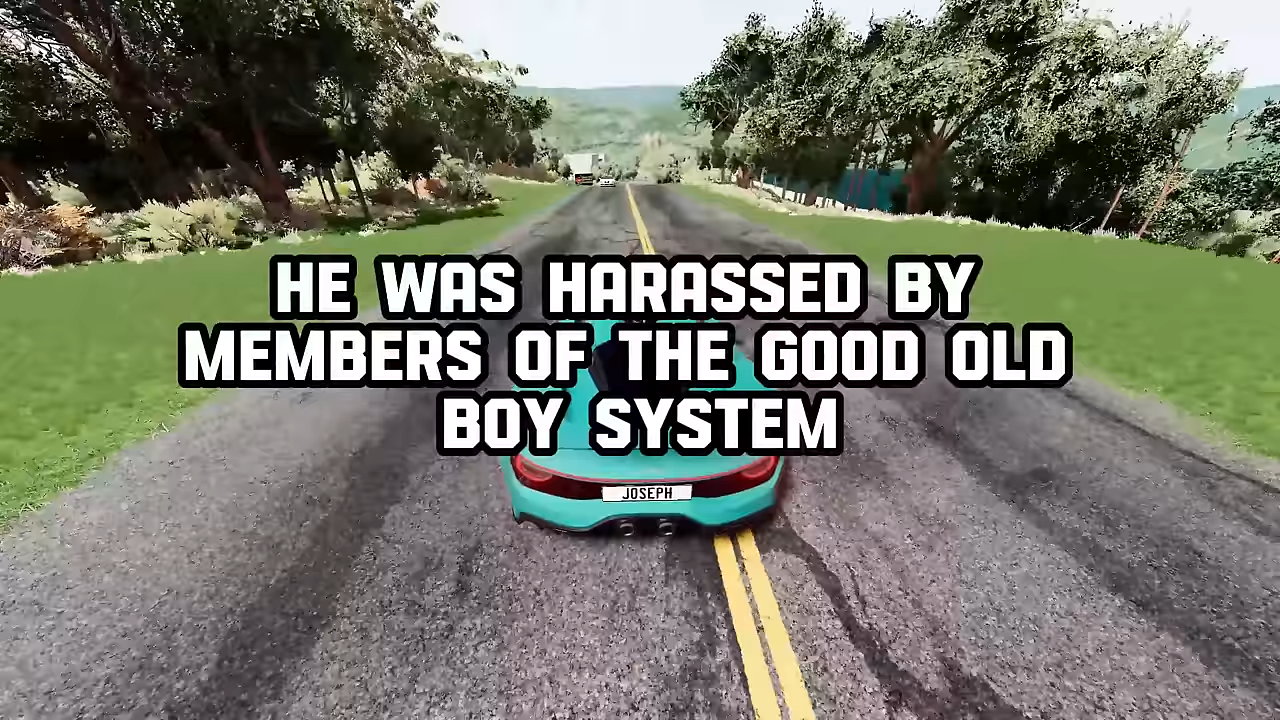 HE WAS HARASSED BY
MEMBERS OF THE GOOD OLD
BOY SYSTEM
JOSEPH